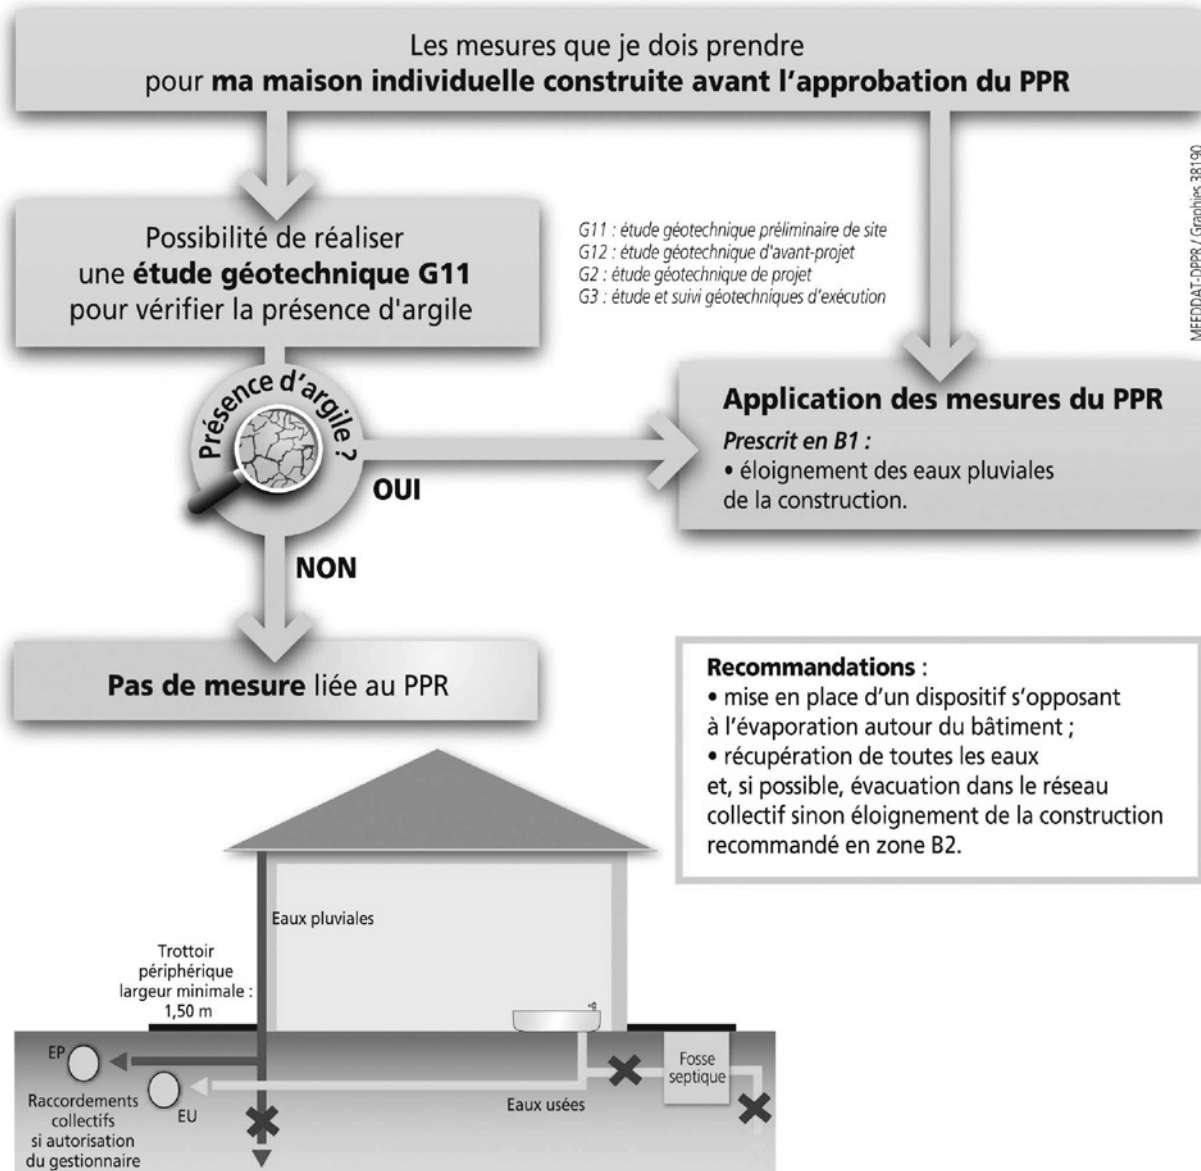 Les mesures que je dois prendre
pour ma maison individuelle construite avant l'approbation du PPR
MEEDDAT-DPPR / Graphies 38190
Possibilité de réaliser
une étude géotechnique G11
pour vérifier la présence d'argile
G11 : étude géotechnique préliminaire de site
G12 : étude géotechnique d'avant-projet
G2 : étude géotechnique de projet
G3 : étude et suivi géotechniques d'exécution
Présence d'argile ?
OUI
NON
Application des mesures du PPR
Prescrit en B1 :
• éloignement des eaux pluviales
de la construction.
Pas de mesure liée au PPR
Recommandations :
• mise en place d'un dispositif s'opposant
à l'évaporation autour du bâtiment ;
• récupération de toutes les eaux
et, si possible, évacuation dans le réseau
collectif sinon éloignement de la construction
recommandé en zone B2.
Eaux pluviales
Trottoir
périphérique
largeur minimale :
1,50 m
EP
EU
Raccordements
collectifs
si autorisation
du gestionnaire
Eaux usées
Fosse
septique